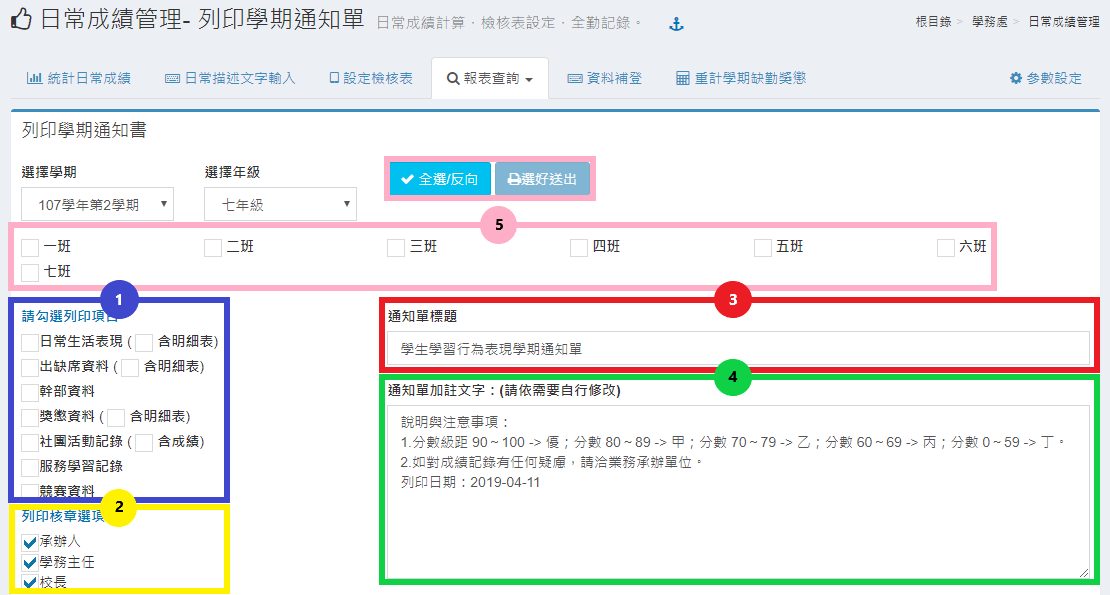 日常成績管理- 列印學期通知單 日常成績計算﹒檢核表設定﹒全勤記錄。
根目錄 > 學務處 > 日常成績管理
統計日常成績 日常描述文字輸入 設定檢核表 報表查詢 資料補登 重計學期缺勤獎懲 參數設定
列印學期通知書
選擇學期 選擇年級
107學年第2學期 七年級 全選/反向 選好送出
5
一班 二班 三班 四班 五班 六班
七班
1
請勾選列印項目
日常生活表現 ( 含明細表)
出缺席資料 ( 含明細表)
幹部資料
獎懲資料 ( 含明細表)
社團活動記錄 ( 含成績)
服務學習記錄
競賽資料
2
列印核章選項
承辦人
學務主任
校長
3
通知單標題
學生學習行為表現學期通知單
4
通知單加註文字：(請依需要自行修改)
說明與注意事項：
1.分數級距 90～100 -> 優；分數 80～89 -> 甲；分數 70～79 -> 乙；分數 60～69 -> 丙；分數 0～59 -> 丁。
2.如對成績記錄有任何疑慮，請洽業務承辦單位。
列印日期：2019-04-11